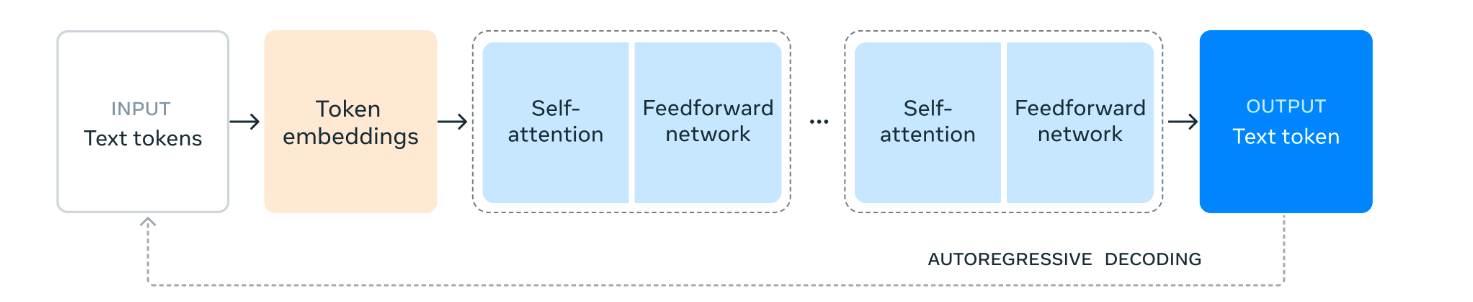 INPUT
Text tokens
Token
embeddings
Self-
attention
Feedforward
network
...
Self-
attention
Feedforward
network
OUTPUT
Text token
AUTOREGRESSIVE DECODING